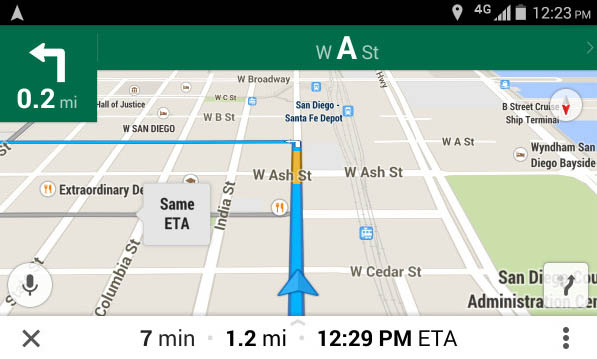 4G 12:23 PM
W A St
0.2 mi
W Broadway
Hwy
Hall of Justice
W C St
San Diego -
Santa Fe Depot
B Street Cruise
Ship Terminal
W B St
W SAN DIEGO
W A St
Wyndham San
Diego Bayside
W Ash St
W Ash St
Extraordinary De
Same
ETA
India St
Columbia St
W Cedar St
San Diego Cou
Administration Cen
7 min · 1.2 mi · 12:29 PM ETA